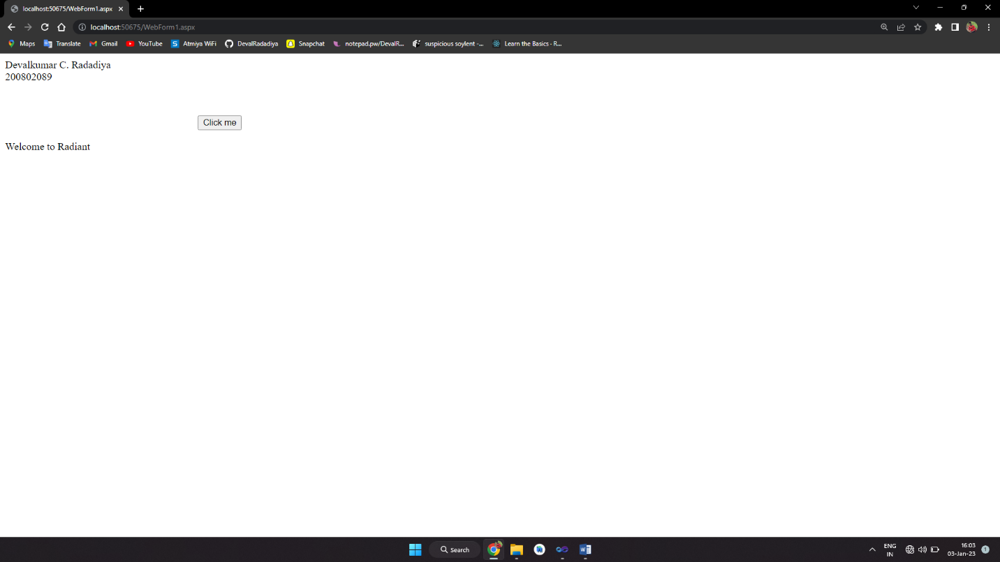 localhost:50675/WebForm1.aspx
localhost:50675/WebForm1.aspx
Maps Translate Gmail YouTube Atmiya WiFi DevalRadadiya Snapchat notepad.pw/DevalR... suspicious soylent -... Learn the Basics · R...
Devalkumar C. Radadiya
200802089
Click me
Welcome to Radiant
Search
ENG
IN
16:03
03-Jan-23
1